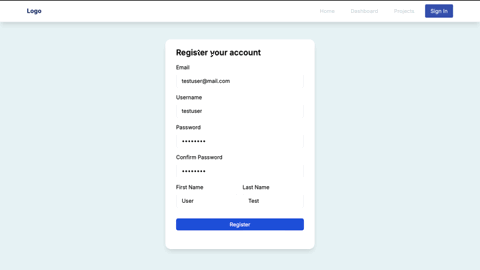 Logo
Home Dashboard Projects Sign In
Register your account
Email
testuser@mail.com
Username
testuser
Password
••••••••
Confirm Password
••••••••
First Name Last Name
User Test
Register